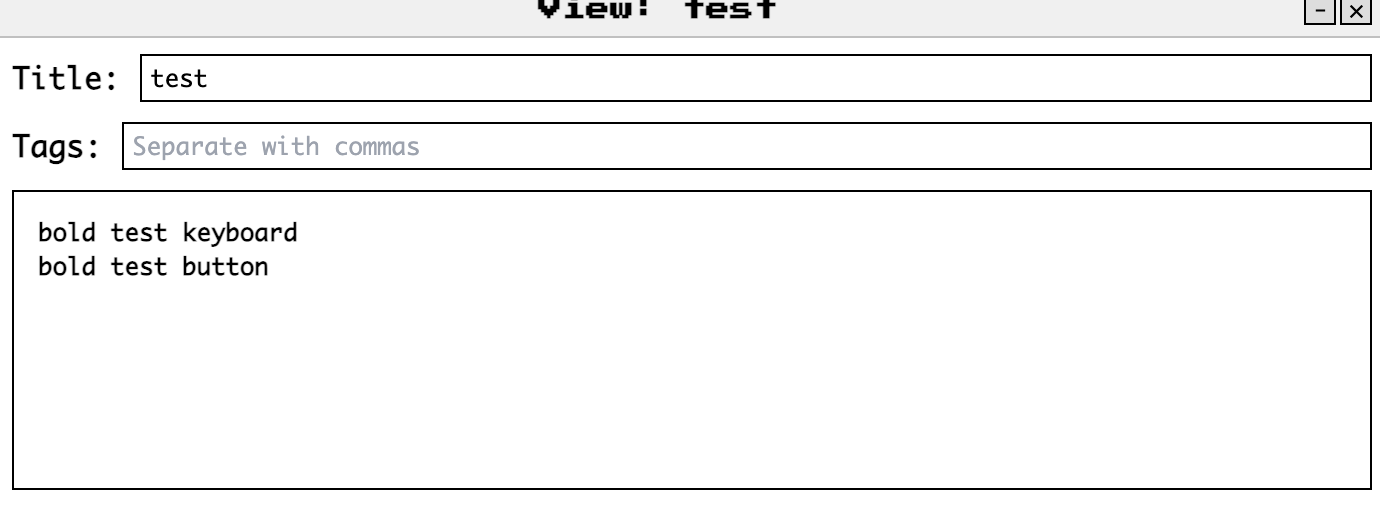 View: test
- ×
Title: test
Tags: Separate with commas
bold test keyboard
bold test button